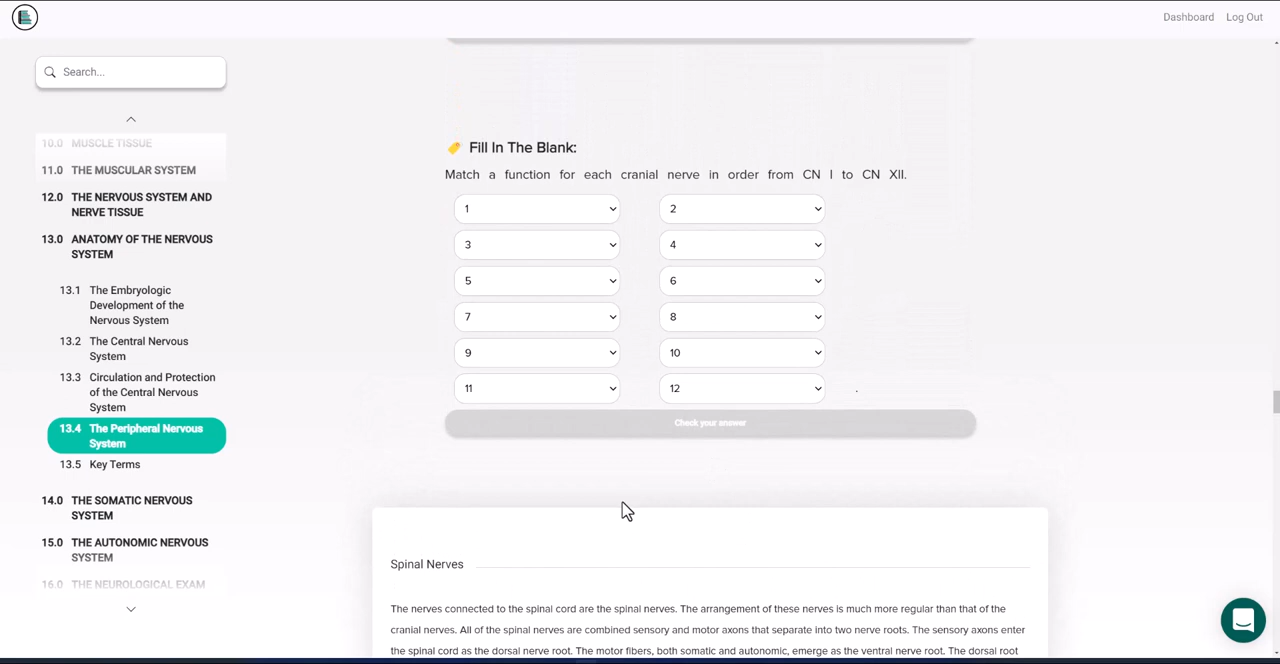 Dashboard Log Out
Search...
10.0 MUSCLE TISSUE
11.0 THE MUSCULAR SYSTEM
12.0 THE NERVOUS SYSTEM AND
NERVE TISSUE
13.0 ANATOMY OF THE NERVOUS
SYSTEM
13.1 The Embryologic
Development of the
Nervous System
13.2 The Central Nervous
System
13.3 Circulation and Protection
of the Central Nervous
System
13.4 The Peripheral Nervous
System
13.5 Key Terms
14.0 THE SOMATIC NERVOUS
SYSTEM
15.0 THE AUTONOMIC NERVOUS
SYSTEM
16.0 THE NEUROLOGICAL EXAM
Fill In The Blank:
Match a function for each cranial nerve in order from CN I to CN XII.
1 2
3 4
5 6
7 8
9 10
11 12 .
Check your answer
Spinal Nerves
The nerves connected to the spinal cord are the spinal nerves. The arrangement of these nerves is much more regular than that of the
cranial nerves. All of the spinal nerves are combined sensory and motor axons that separate into two nerve roots. The sensory axons enter
the spinal cord as the dorsal nerve root. The motor fibers, both somatic and autonomic, emerge as the ventral nerve root. The dorsal root